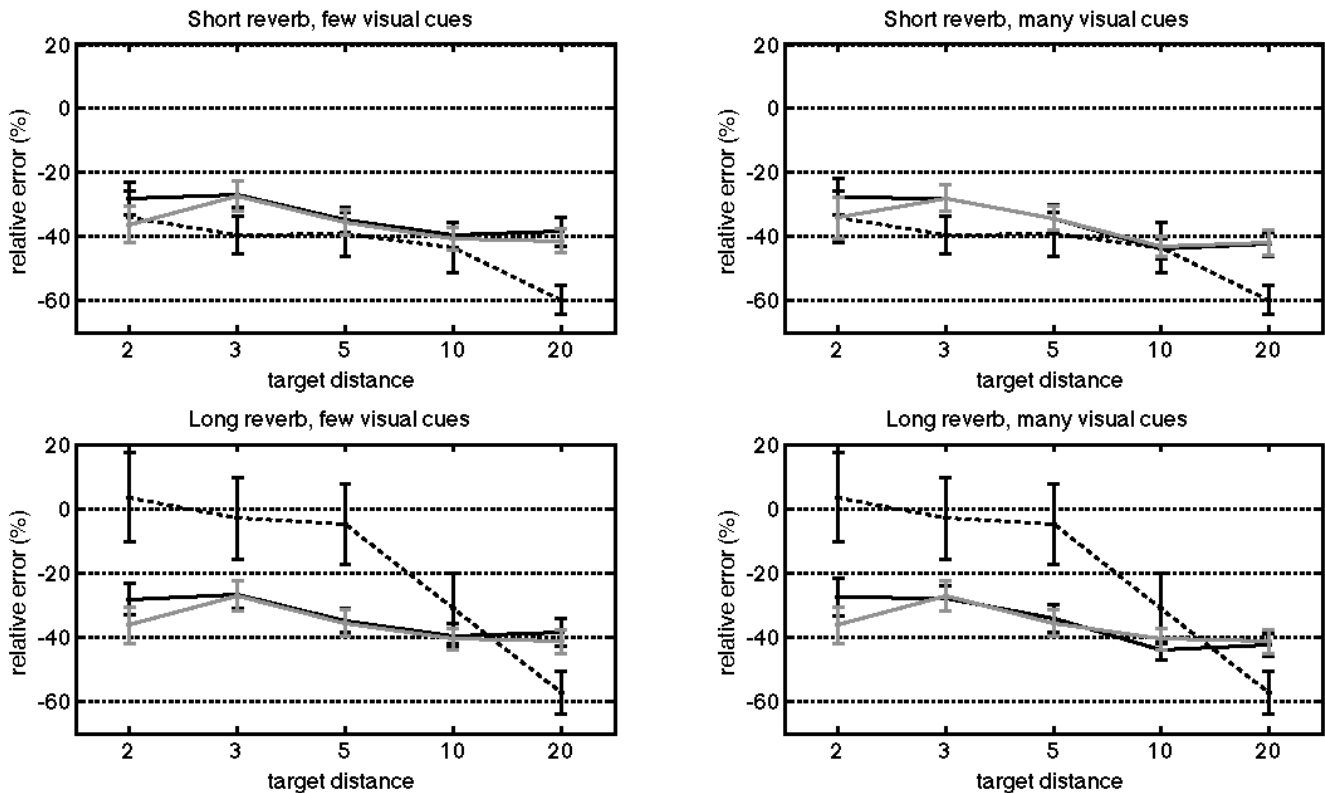 Short reverb, few visual cues
20
0
-20
-40
-60
relative error (%)
2 3 5 10 20
target distance
Short reverb, many visual cues
20
0
-20
-40
-60
relative error (%)
2 3 5 10 20
target distance
Long reverb, few visual cues
20
0
-20
-40
-60
relative error (%)
2 3 5 10 20
target distance
Long reverb, many visual cues
20
0
-20
-40
-60
relative error (%)
2 3 5 10 20
target distance